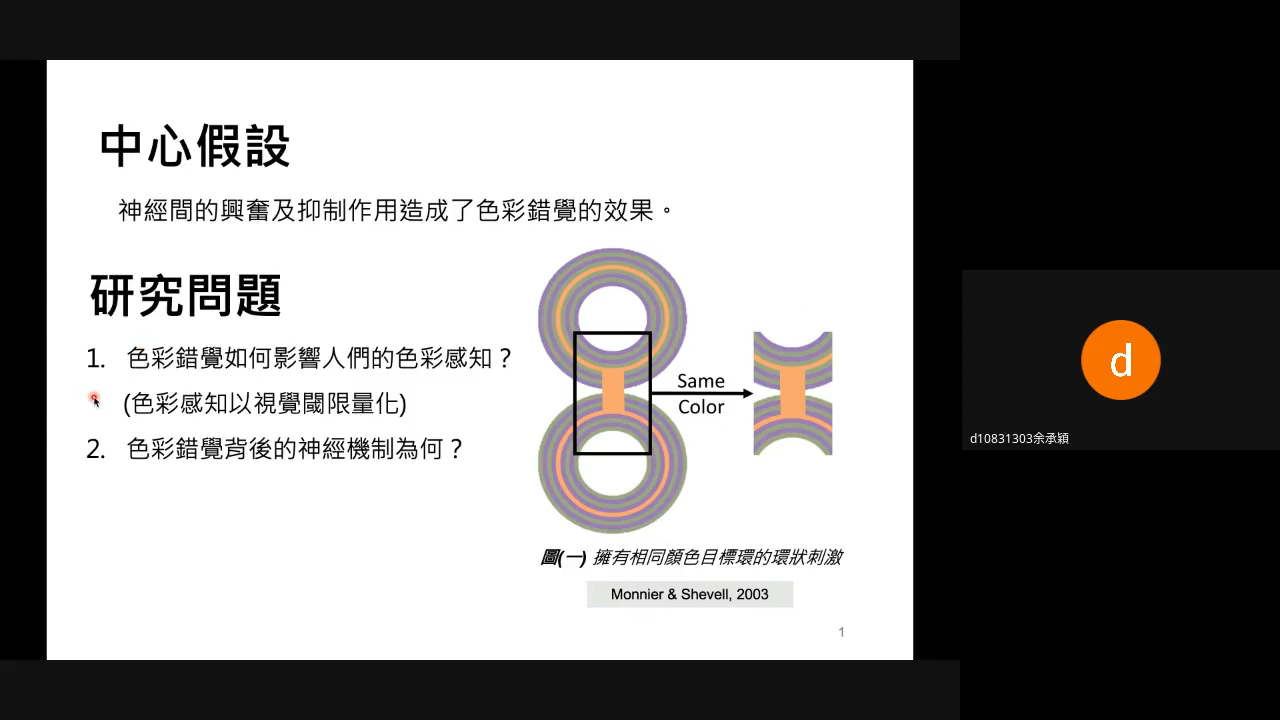 中心假設
神經間的興奮及抑制作用造成了色彩錯覺的效果。
研究問題
1. 色彩錯覺如何影響人們的色彩感知？
(色彩感知以視覺閾限量化)
2. 色彩錯覺背後的神經機制為何？
Same
Color
圖(一) 擁有相同顏色目標環的環狀刺激
Monnier & Shevell, 2003
1
d
d10831303余承穎